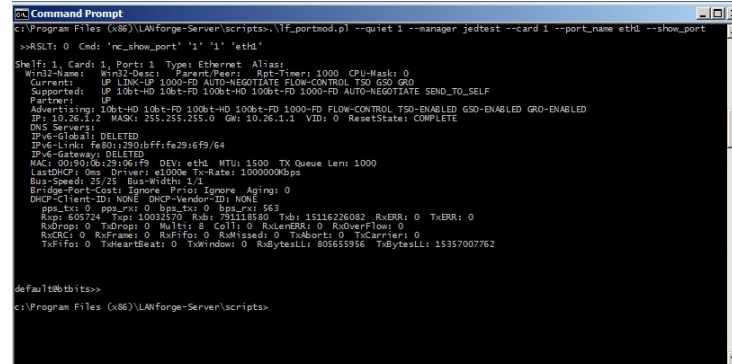 Command Prompt
c:\Program Files (x86)\LANforge-Server\scripts>.\lf_portmod.pl --quiet 1 --manager jedtest --card 1 --port_name eth1 --show_port
>>RSLT: 0 Cmd: 'nc_show_port' '1' '1' 'eth1'
Shelf: 1, Card: 1, Port: 1 Type: Ethernet Alias:
Win32-Name: Win32-Desc: Parent/Peer: Rpt-Timer: 1000 CPU-Mask: 0
Current: UP LINK-UP 1000-FD AUTO-NEGOTIATE FLOW-CONTROL TSO GSO GRO
Supported: UP 10bt-HD 10bt-FD 100bt-HD 100bt-FD 1000-FD AUTO-NEGOTIATE SEND_TO_SELF
Partner: UP
Advertising: 10bt-HD 10bt-FD 100bt-HD 100bt-FD 1000-FD FLOW-CONTROL TSO-ENABLED GSO-ENABLED GRO-ENABLED
IP: 10.26.1.2 MASK: 255.255.255.0 GW: 10.26.1.1 VID: 0 ResetState: COMPLETE
DNS Servers:
IPv6-Global: DELETED
IPv6-Link: fe80::290:bff:fe29:6f9/64
IPv6-Gateway: DELETED
MAC: 00:90:0b:29:06:f9 DEV: eth1 MTU: 1500 TX Queue Len: 1000
LastDHCP: 0ms Driver: e1000e Tx-Rate: 1000000Kbps
Bus-Speed: 25/25 Bus-Width: 1/1
Bridge-Port-Cost: Ignore Prio: Ignore Aging: 0
DHCP-Client-ID: NONE DHCP-Vendor-ID: NONE
pps_tx: 0 pps_rx: 0 bps_tx: 0 bps_rx: 563
Rxp: 605724 Txp: 10032570 Rxb: 791118580 Txb: 15116226082 RxERR: 0 TxERR: 0
RxDrop: 0 TxDrop: 0 Multi: 8 Coll: 0 RxLenERR: 0 RxOverFlow: 0
RxCRC: 0 RxFrame: 0 RxFifo: 0 RxMissed: 0 TxAbort: 0 TxCarrier: 0
TxFifo: 0 TxHeartBeat: 0 TxWindow: 0 RxBytesLL: 805655956 TxBytesLL: 15357007762
default@btbits>>
c:\Program Files (x86)\LANforge-Server\scripts>